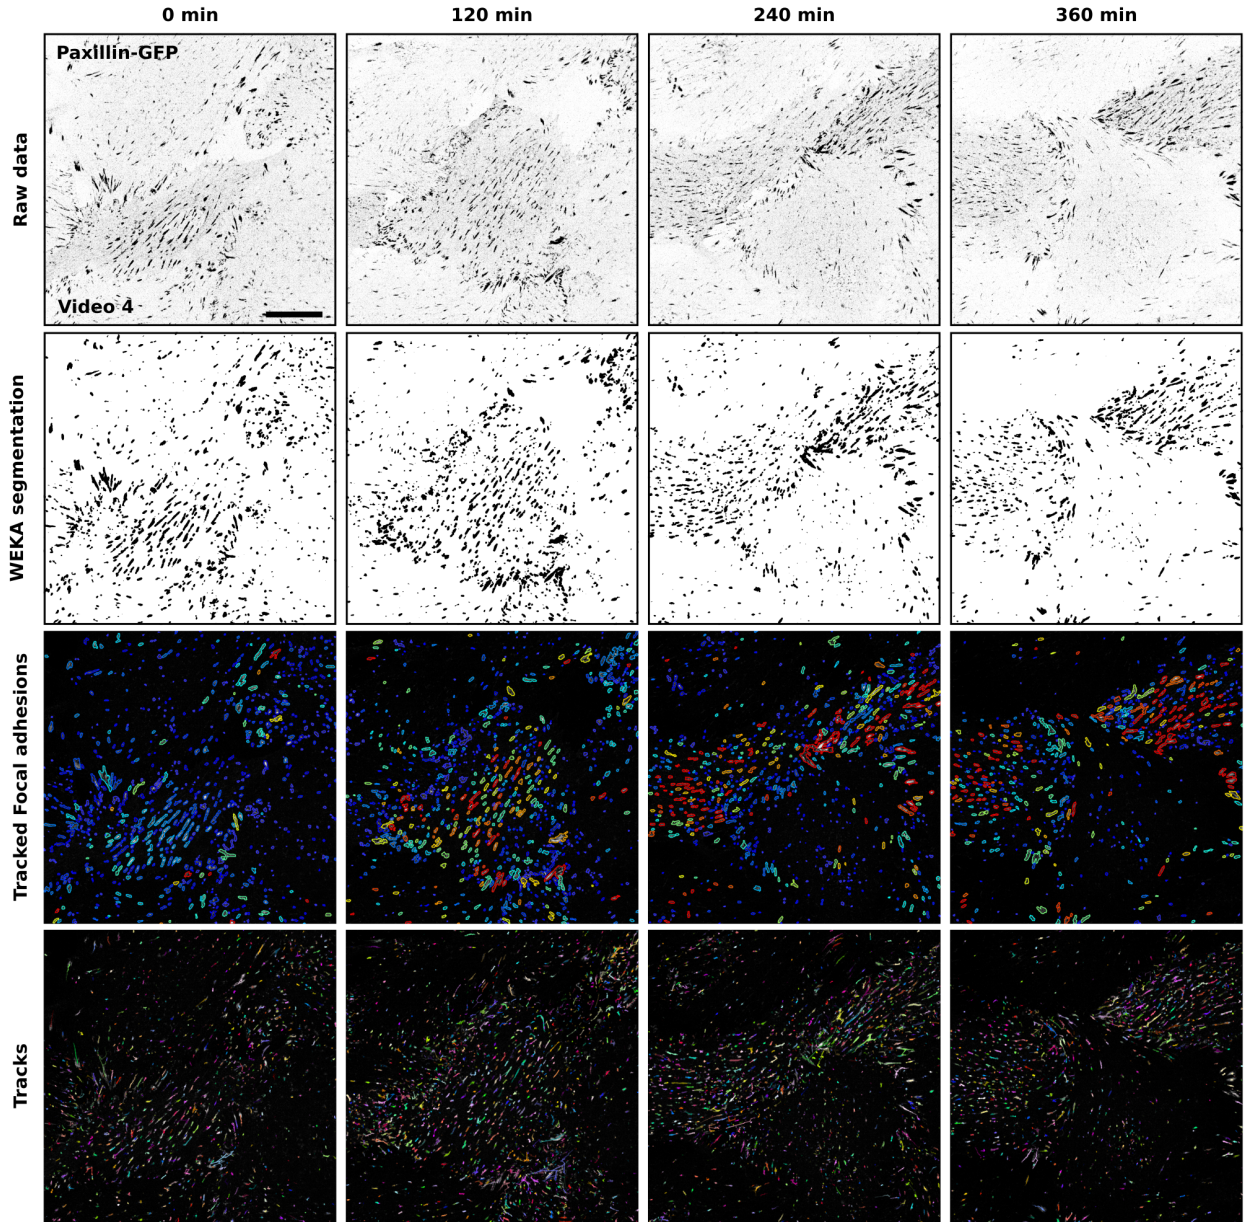 0 min 120 min 240 min 360 min
Raw data
Paxillin-GFP
Video 4
WEKA segmentation
Tracked Focal adhesions
Tracks